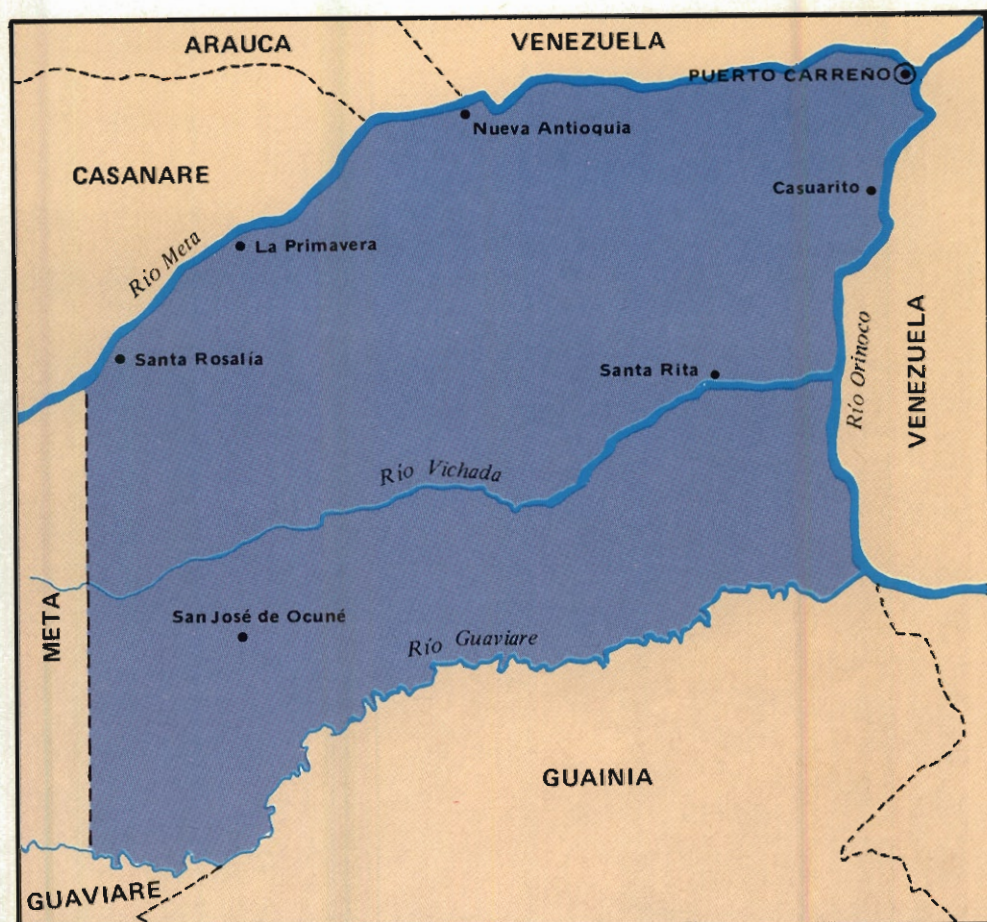 ARAUCA
VENEZUELA
PUERTO CARREÑO
Nueva Antioquia
CASANARE
Casuarito
La Primavera
Río Meta
Santa Rosalía
Santa Rita
Río Orinoco
VENEZUELA
Río Vichada
META
San José de Ocuné
Río Guaviare
GUAINIA
GUAVIARE